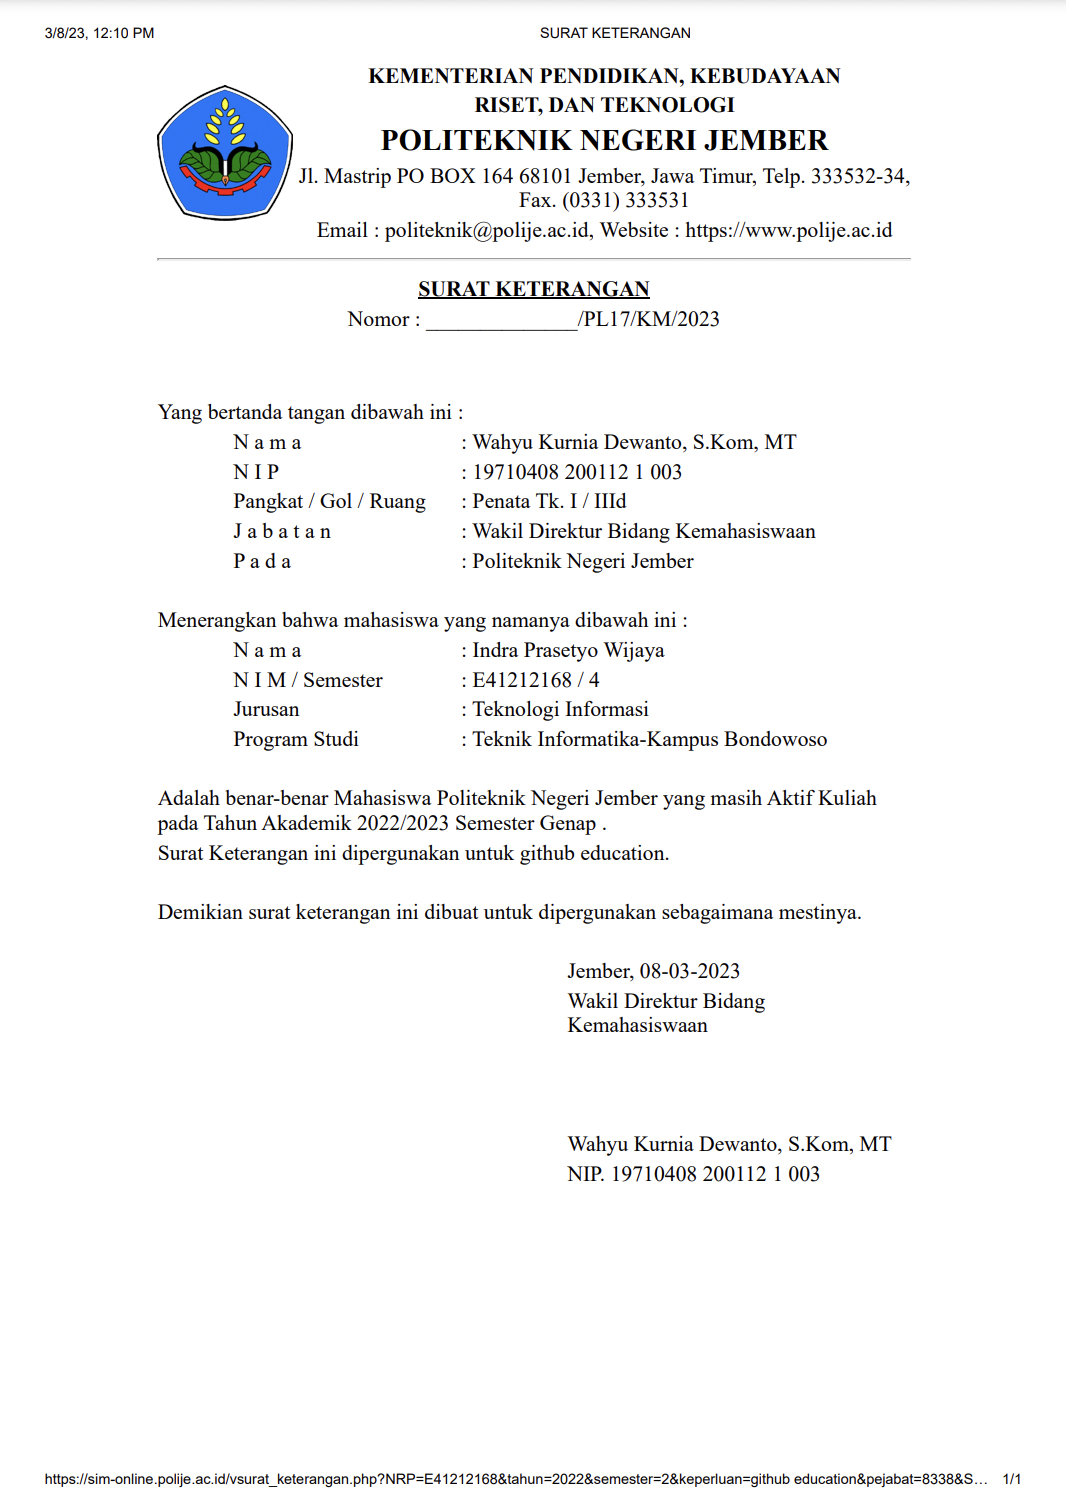 3/8/23, 12:10 PM
SURAT KETERANGAN
KEMENTERIAN PENDIDIKAN, KEBUDAYAAN
RISET, DAN TEKNOLOGI
POLITEKNIK NEGERI JEMBER
Jl. Mastrip PO BOX 164 68101 Jember, Jawa Timur, Telp. 333532-34,
Fax. (0331) 333531
Email : politeknik@polije.ac.id, Website : https://www.polije.ac.id
SURAT KETERANGAN
Nomor : ______________/PL17/KM/2023
Yang bertanda tangan dibawah ini :
N a m a : Wahyu Kurnia Dewanto, S.Kom, MT
N I P : 19710408 200112 1 003
Pangkat / Gol / Ruang : Penata Tk. I / IIId
J a b a t a n : Wakil Direktur Bidang Kemahasiswaan
P a d a : Politeknik Negeri Jember
Menerangkan bahwa mahasiswa yang namanya dibawah ini :
N a m a : Indra Prasetyo Wijaya
N I M / Semester : E41212168 / 4
Jurusan : Teknologi Informasi
Program Studi : Teknik Informatika-Kampus Bondowoso
Adalah benar-benar Mahasiswa Politeknik Negeri Jember yang masih Aktif Kuliah
pada Tahun Akademik 2022/2023 Semester Genap .
Surat Keterangan ini dipergunakan untuk github education.
Demikian surat keterangan ini dibuat untuk dipergunakan sebagaimana mestinya.
Jember, 08-03-2023
Wakil Direktur Bidang
Kemahasiswaan
Wahyu Kurnia Dewanto, S.Kom, MT
NIP. 19710408 200112 1 003
https://sim-online.polije.ac.id/vsurat_keterangan.php?NRP=E41212168&tahun=2022&semester=2&keperluan=github education&pejabat=8338&S… 1/1